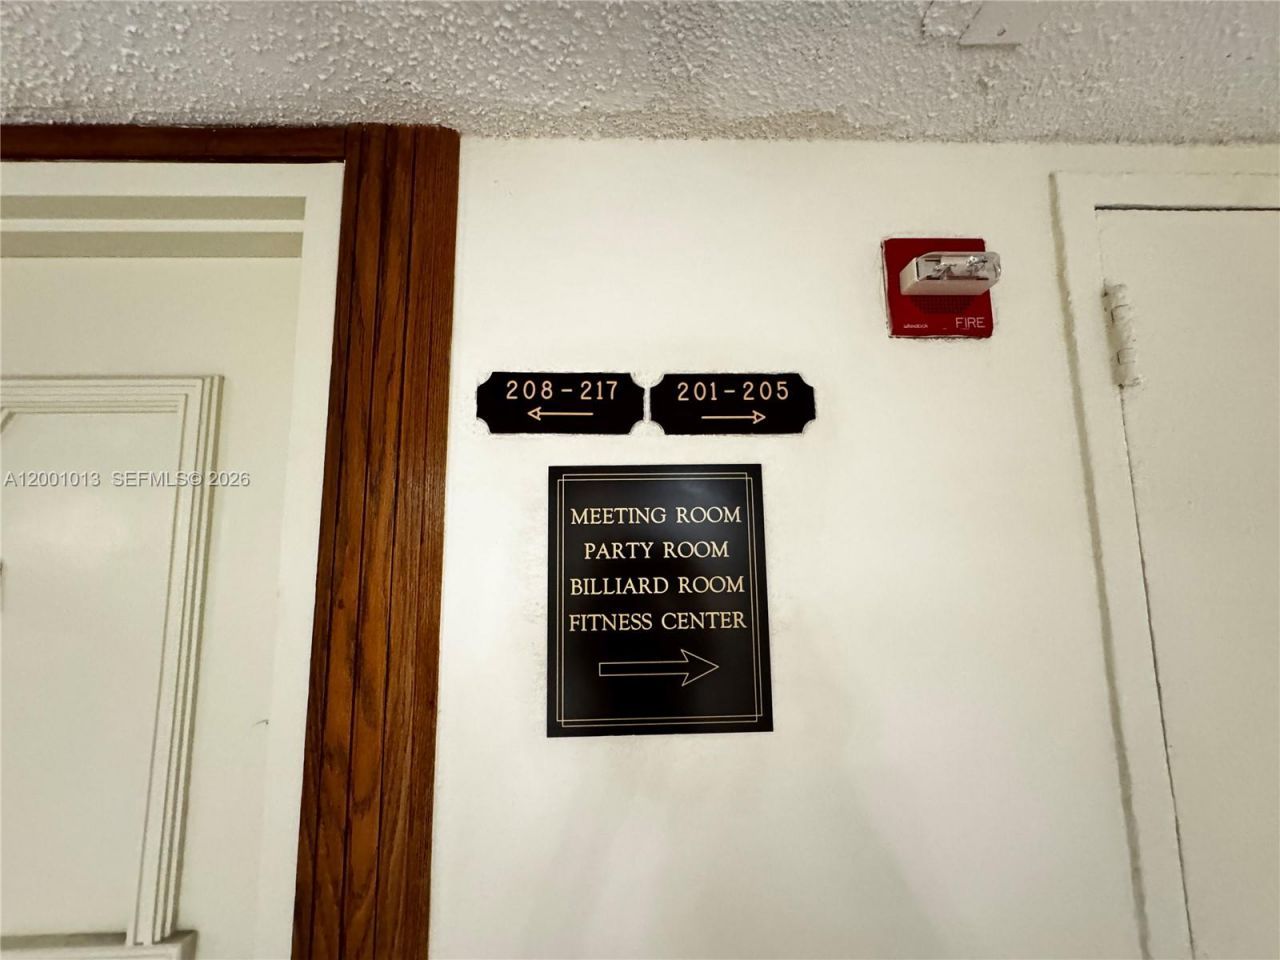 208-217
201-205
FIRE
MEETING ROOM
PARTY ROOM
BILLIARD ROOM
FITNESS CENTER
A12001013 SEFMLS© 2026